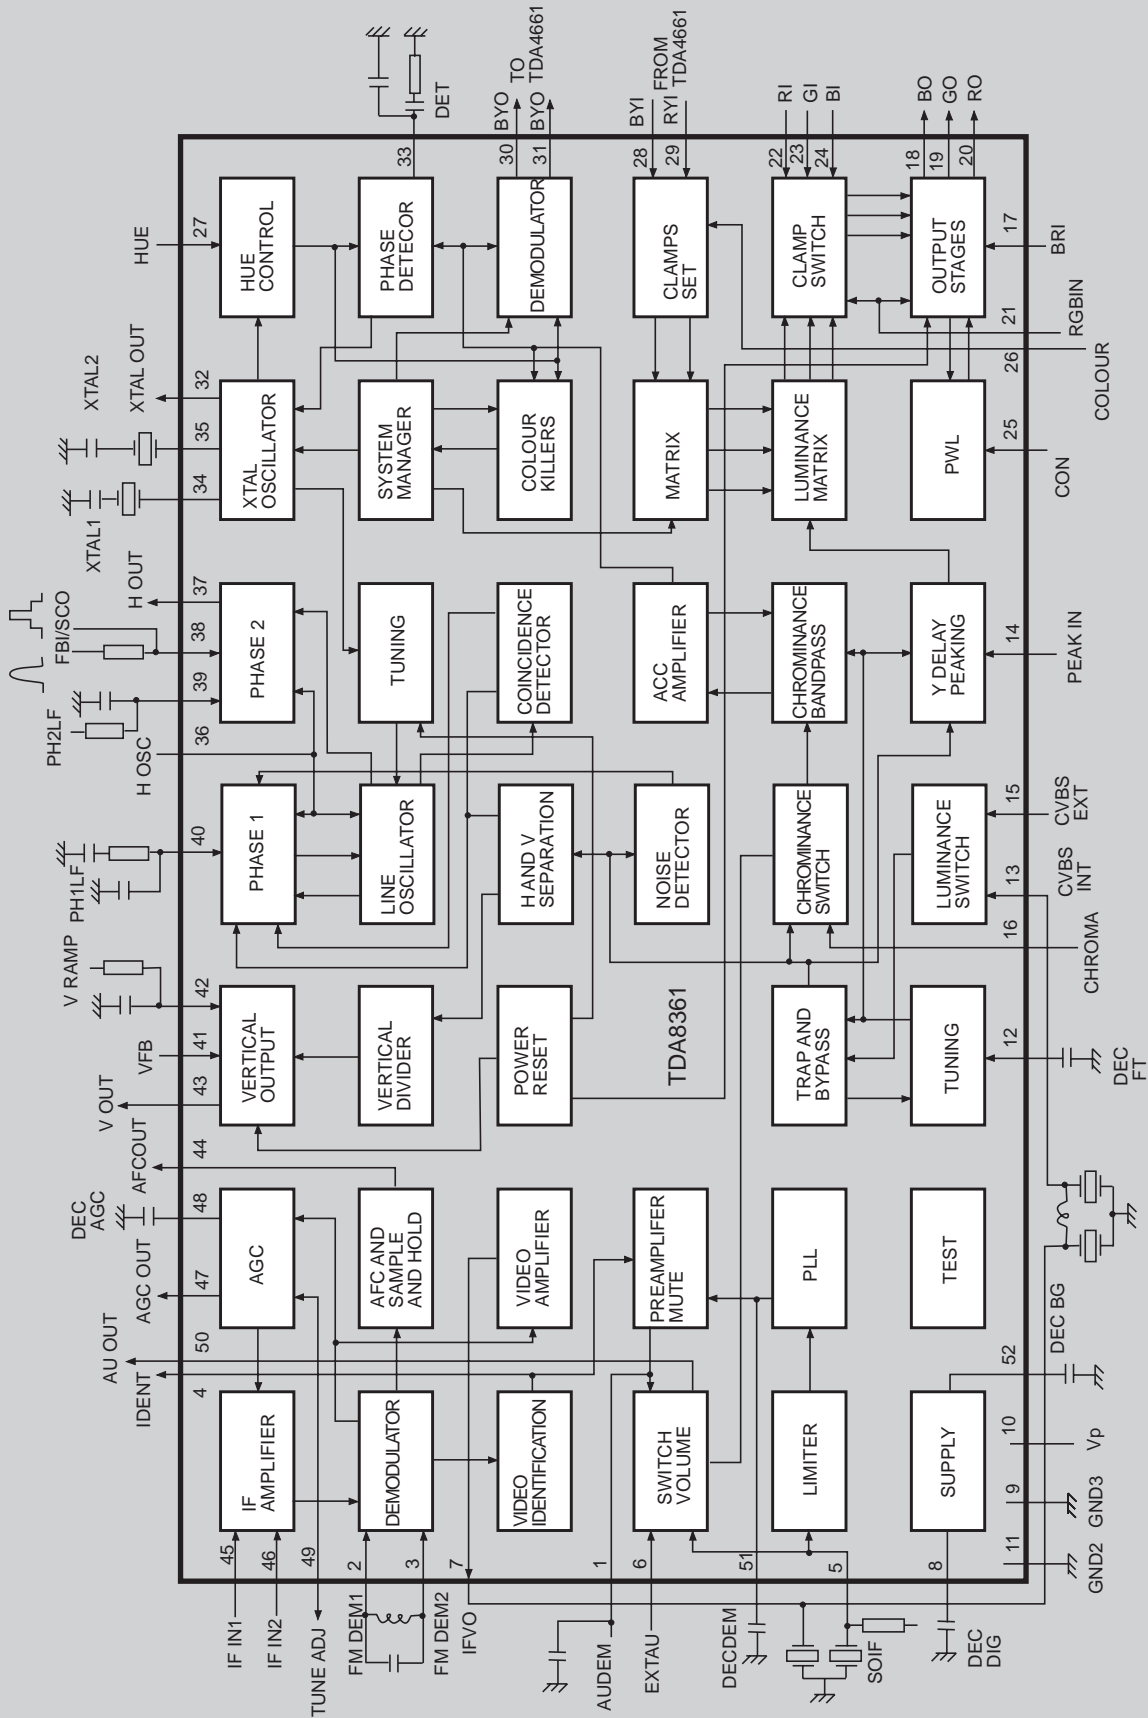 HUE
27
HUE
CONTROL
XTAL2
XTAL OUT
32
35
34
XTAL1
XTAL
OSCILLATOR
H OUT
37
FBI/SCO
38
39
PH2LF
36
H OSC
PHASE 2
40
PH1LF
PHASE 1
V RAMP
42
41
VFB
43
V OUT
VERTICAL
OUTPUT
44
AFCOUT
DEC
AGC
48
47
AGC OUT
AGC
50
AU OUT
4
IDENT
IF
AMPLIFIER
45
IF IN1
46
IF IN2
49
TUNE ADJ
33
DET
PHASE
DETECOR
SYSTEM
MANAGER
TUNING
LINE
OSCILLATOR
VERTICAL
DIVIDER
AFC AND
SAMPLE
AND HOLD
DEMODULATOR
2
FM DEM1
3
FM DEM2
7
IFVO
30
BYO
TO
31
BYO
TDA4661
DEMODULATOR
COLOUR
KILLERS
COINCIDENCE
DETECTOR
H AND V
SEPARATION
POWER
RESET
VIDEO
AMPLIFIER
VIDEO
IDENTIFICATION
28
BYI
FROM
29
RYI
TDA4661
CLAMPS
SET
MATRIX
ACC
AMPLIFIER
NOISE
DETECTOR
TDA8361
PREAMPLIFER
MUTE
SWITCH
VOLUME
1
AUDEM
6
EXTAU
51
DECDEM
22
RI
23
GI
24
BI
CLAMP
SWITCH
LUMINANCE
MATRIX
CHROMINANCE
BANDPASS
CHROMINANCE
SWITCH
TRAP AND
BYPASS
PLL
LIMITER
5
SOIF
18
BO
19
GO
20
RO
OUTPUT
STAGES
PWL
Y DELAY
PEAKING
LUMINANCE
SWITCH
TUNING
TEST
SUPPLY
8
DEC
DIG
17
BRI
21
RGBIN
26
COLOUR
25
CON
14
PEAK IN
15
CVBS
EXT
13
CVBS
INT
16
CHROMA
12
DEC
FT
52
DEC BG
10
Vp
9
GND3
11
GND2